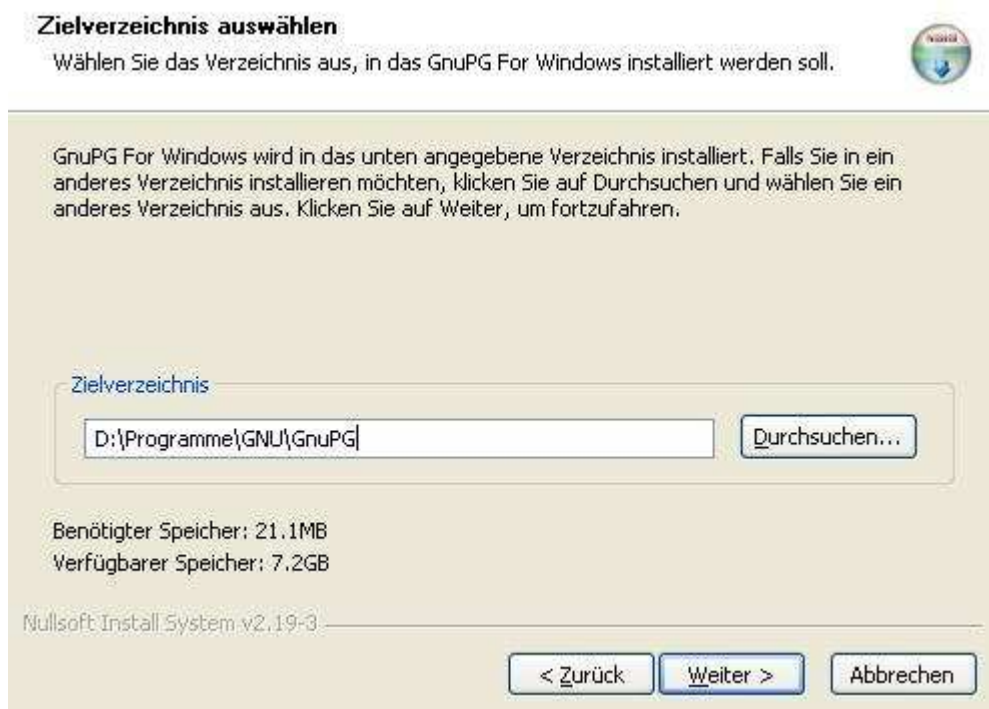 Zielverzeichnis auswählen
Wählen Sie das Verzeichnis aus, in das GnuPG For Windows installiert werden soll.
GnuPG For Windows wird in das unten angegebene Verzeichnis installiert. Falls Sie in ein
anderes Verzeichnis installieren möchten, klicken Sie auf Durchsuchen und wählen Sie ein
anderes Verzeichnis aus. Klicken Sie auf Weiter, um fortzufahren.
Zielverzeichnis
D:\Programme\GNU\GnuPG
Durchsuchen...
Benötigter Speicher: 21.1MB
Verfügbarer Speicher: 7.2GB
Nullsoft Install System v2.19-3
< Zurück
Weiter >
Abbrechen